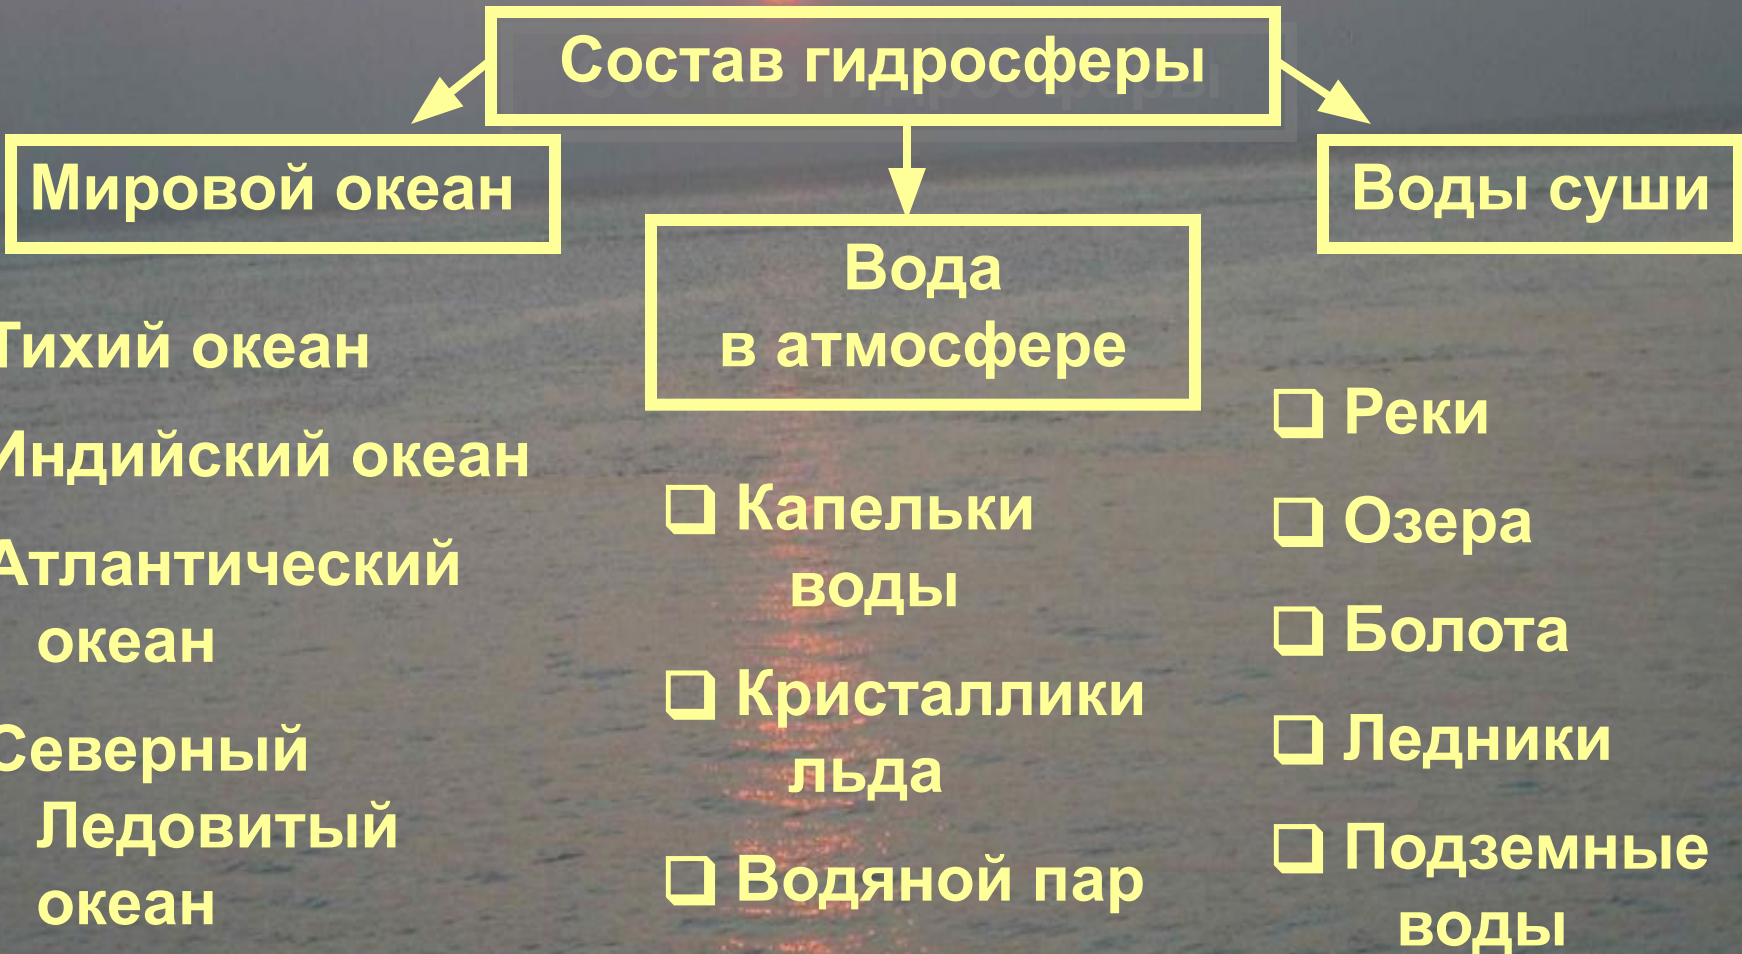 Состав гидросферы
Мировой океан
Тихий океан
Индийский океан
Атлантический
океан
Северный
Ледовитый
океан
Вода
в атмосфере
Капельки
воды
Кристаллики
льда
Водяной пар
Воды суши
Реки
Озера
Болота
Ледники
Подземные
воды